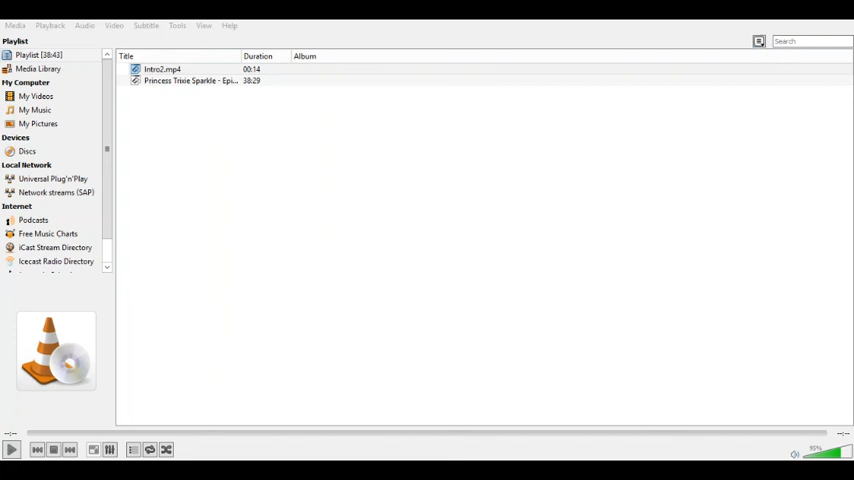 Media Playback Audio Video Subtitle Tools View Help
Playlist
Search
Playlist [38:43]
Media Library
My Computer
My Videos
My Music
My Pictures
Devices
Discs
Local Network
Universal Plug'n'Play
Network streams (SAP)
Internet
Podcasts
Free Music Charts
iCast Stream Directory
Icecast Radio Directory
Title Duration Album
Intro2.mp4 00:14
Princess Trixie Sparkle - Epi... 38:29
--:-- --:--
95%